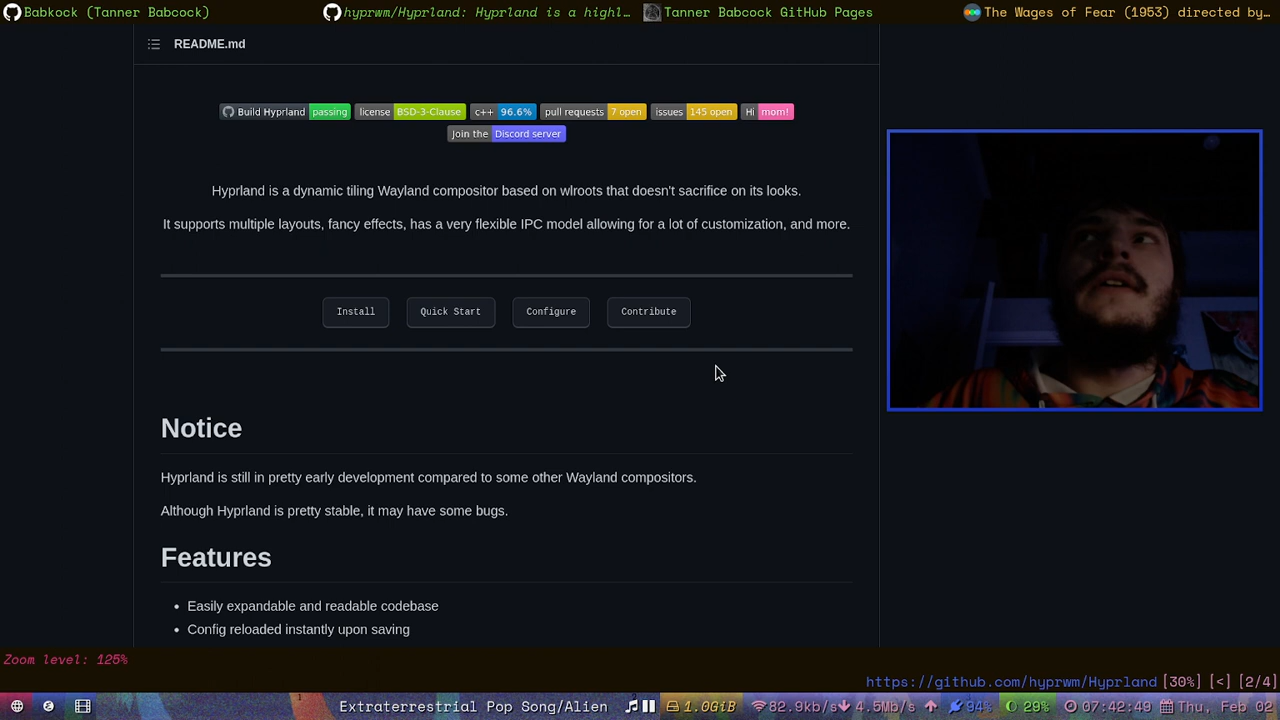 Babkock (Tanner Babcock)
hyprwm/Hyprland: Hyprland is a highl…
Tanner Babcock GitHub Pages
The Wages of Fear (1953) directed by…
README.md
Build Hyprland passing license BSD-3-Clause c++ 96.6% pull requests 7 open issues 145 open Hi mom!
Join the Discord server
Hyprland is a dynamic tiling Wayland compositor based on wlroots that doesn't sacrifice on its looks.
It supports multiple layouts, fancy effects, has a very flexible IPC model allowing for a lot of customization, and more.
Install Quick Start Configure Contribute
Notice
Hyprland is still in pretty early development compared to some other Wayland compositors.
Although Hyprland is pretty stable, it may have some bugs.
Features
Easily expandable and readable codebase
Config reloaded instantly upon saving
Zoom level: 125%
https://github.com/hyprwm/Hyprland [30%] [<] [2/4]
1 Extraterrestrial Pop Song/Alien 1.0GiB 82.9kb/s 4.5Mb/s 94% 29% 07:42:49 Thu, Feb 02